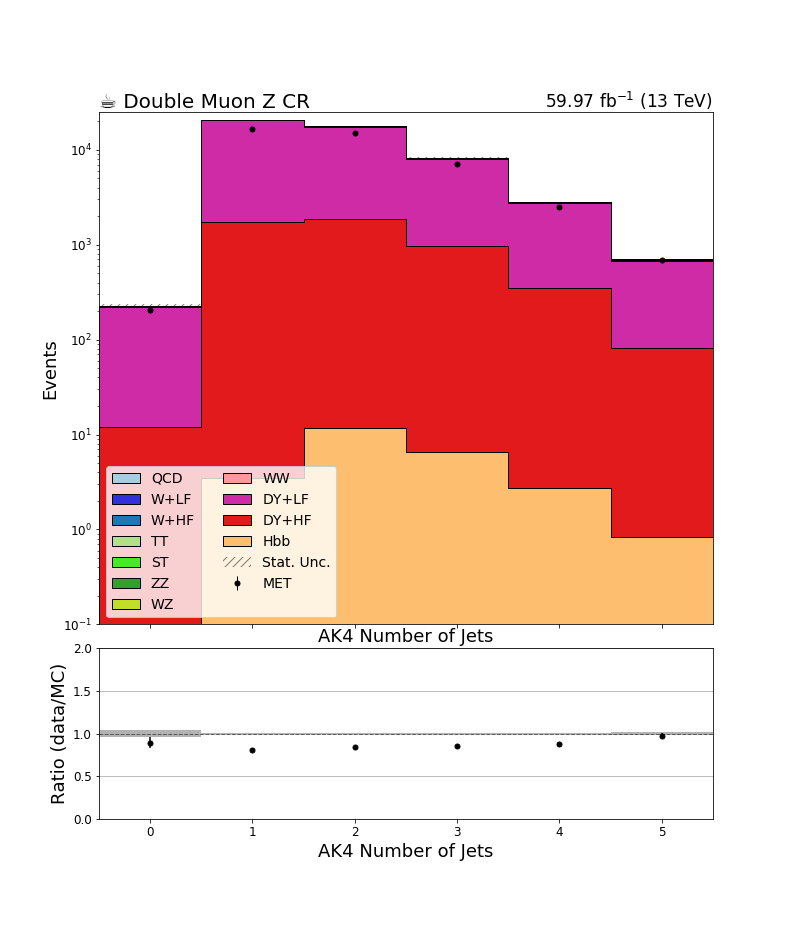 ☕ Double Muon Z CR
59.97 fb⁻¹ (13 TeV)
Events
10⁴
10³
10²
10¹
10⁰
10⁻¹
QCD
W+LF
W+HF
TT
ST
ZZ
WZ
WW
DY+LF
DY+HF
Hbb
Stat. Unc.
MET
AK4 Number of Jets
Ratio (data/MC)
2.0
1.5
1.0
0.5
0.0
0 1 2 3 4 5
AK4 Number of Jets